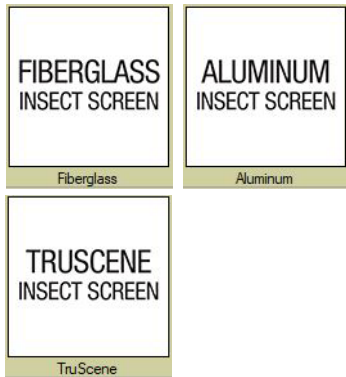 FIBERGLASS
INSECT SCREEN
Fiberglass
ALUMINUM
INSECT SCREEN
Aluminum
TRUSCENE
INSECT SCREEN
TruScene